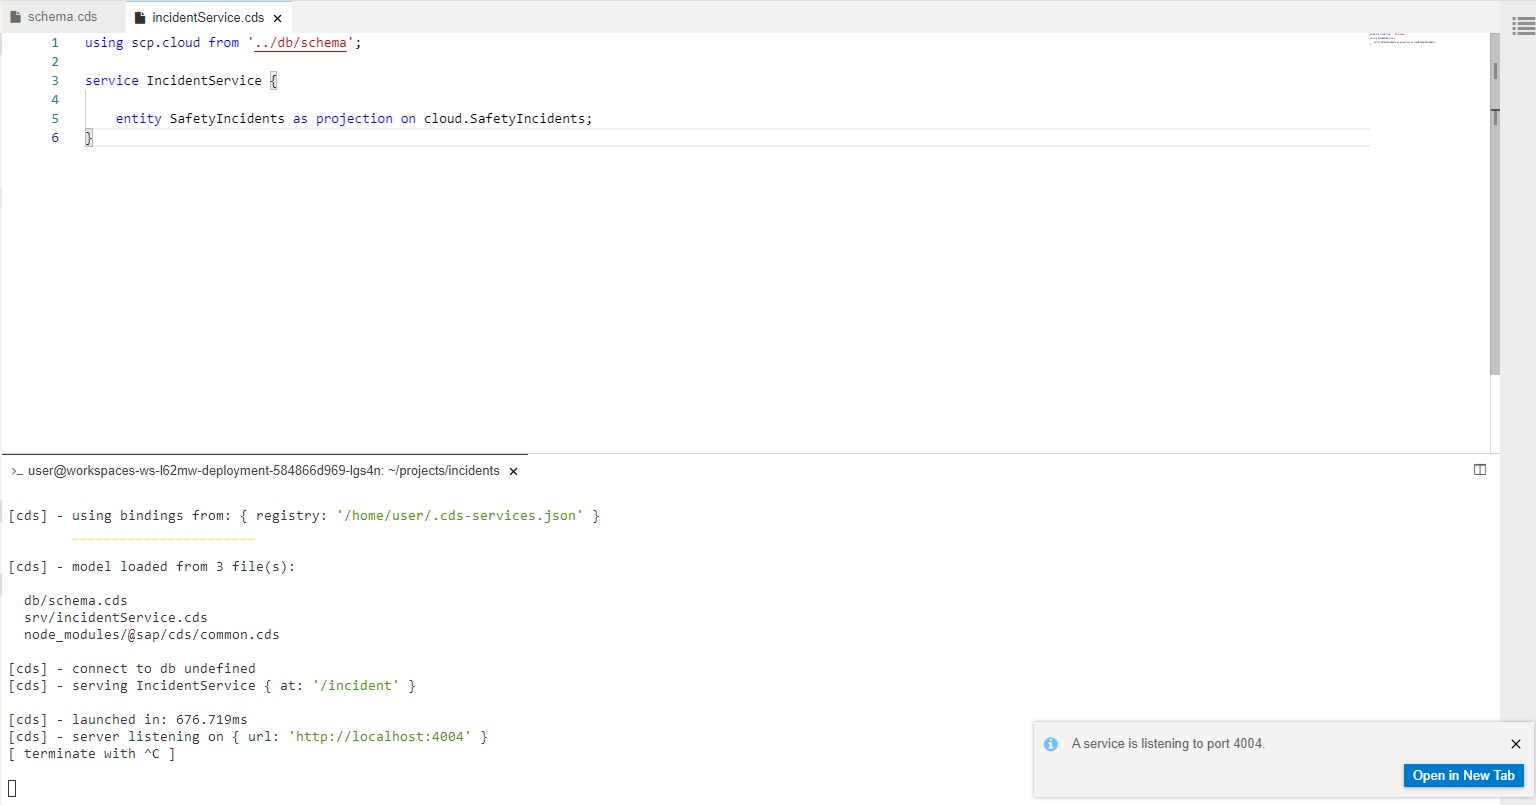 schema.cds
incidentService.cds ×
1 using scp.cloud from '../db/schema';
2
3 service IncidentService {
4
5     entity SafetyIncidents as projection on cloud.SafetyIncidents;
6 }
>_ user@workspaces-ws-l62mw-deployment-584866d969-lgs4n: ~/projects/incidents ×
[cds] - using bindings from: { registry: '/home/user/.cds-services.json' }
[cds] - model loaded from 3 file(s):
  db/schema.cds
  srv/incidentService.cds
  node_modules/@sap/cds/common.cds
[cds] - connect to db undefined
[cds] - serving IncidentService { at: '/incident' }
[cds] - launched in: 676.719ms
[cds] - server listening on { url: 'http://localhost:4004' }
[ terminate with ^C ]
A service is listening to port 4004.
Open in New Tab